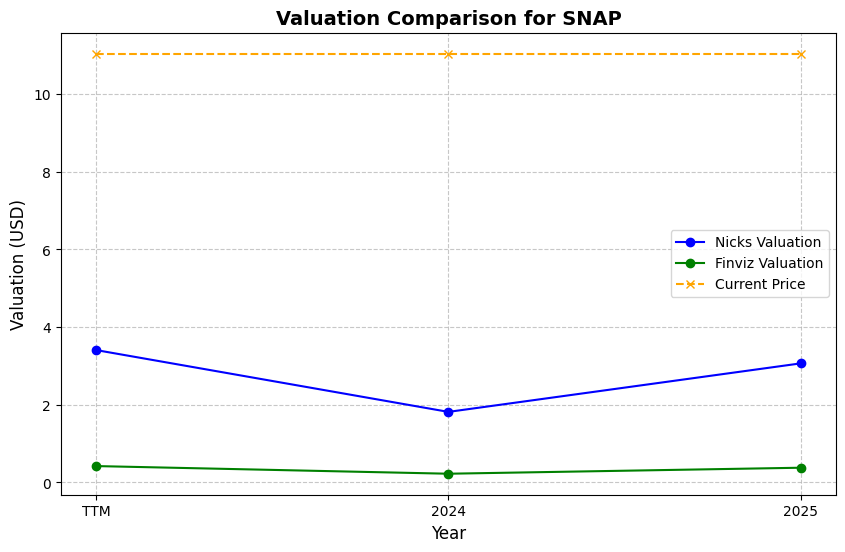 Valuation Comparison for SNAP
Valuation (USD)
10
8
6
4
2
0
Nicks Valuation
Finviz Valuation
Current Price
TTM
2024
2025
Year